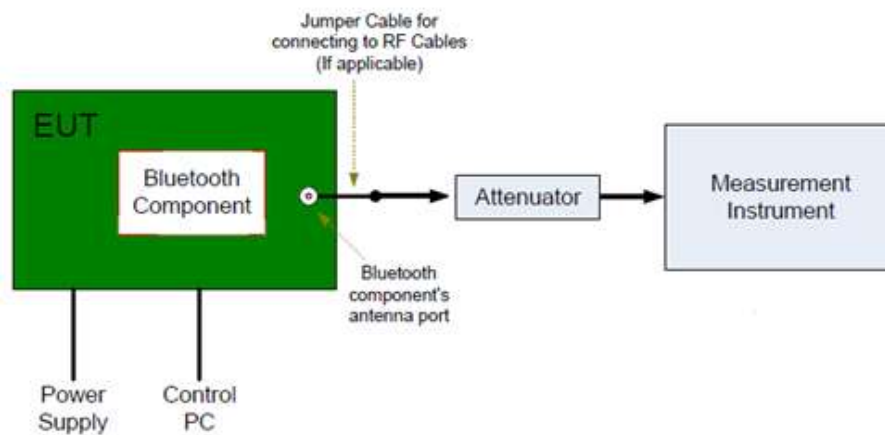 Jumper Cable for
connecting to RF Cables
(If applicable)
EUT
Bluetooth
Component
Attenuator
Measurement
Instrument
Bluetooth
component's
antenna port
Power
Supply
Control
PC